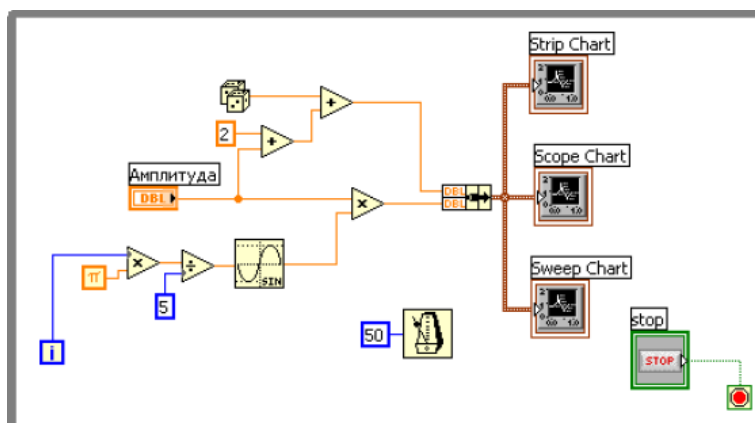 Strip Chart
2
Амплитуда
DBL
Scope Chart
DBL
DBL
π
5
SIN
Sweep Chart
50
i
stop
STOP